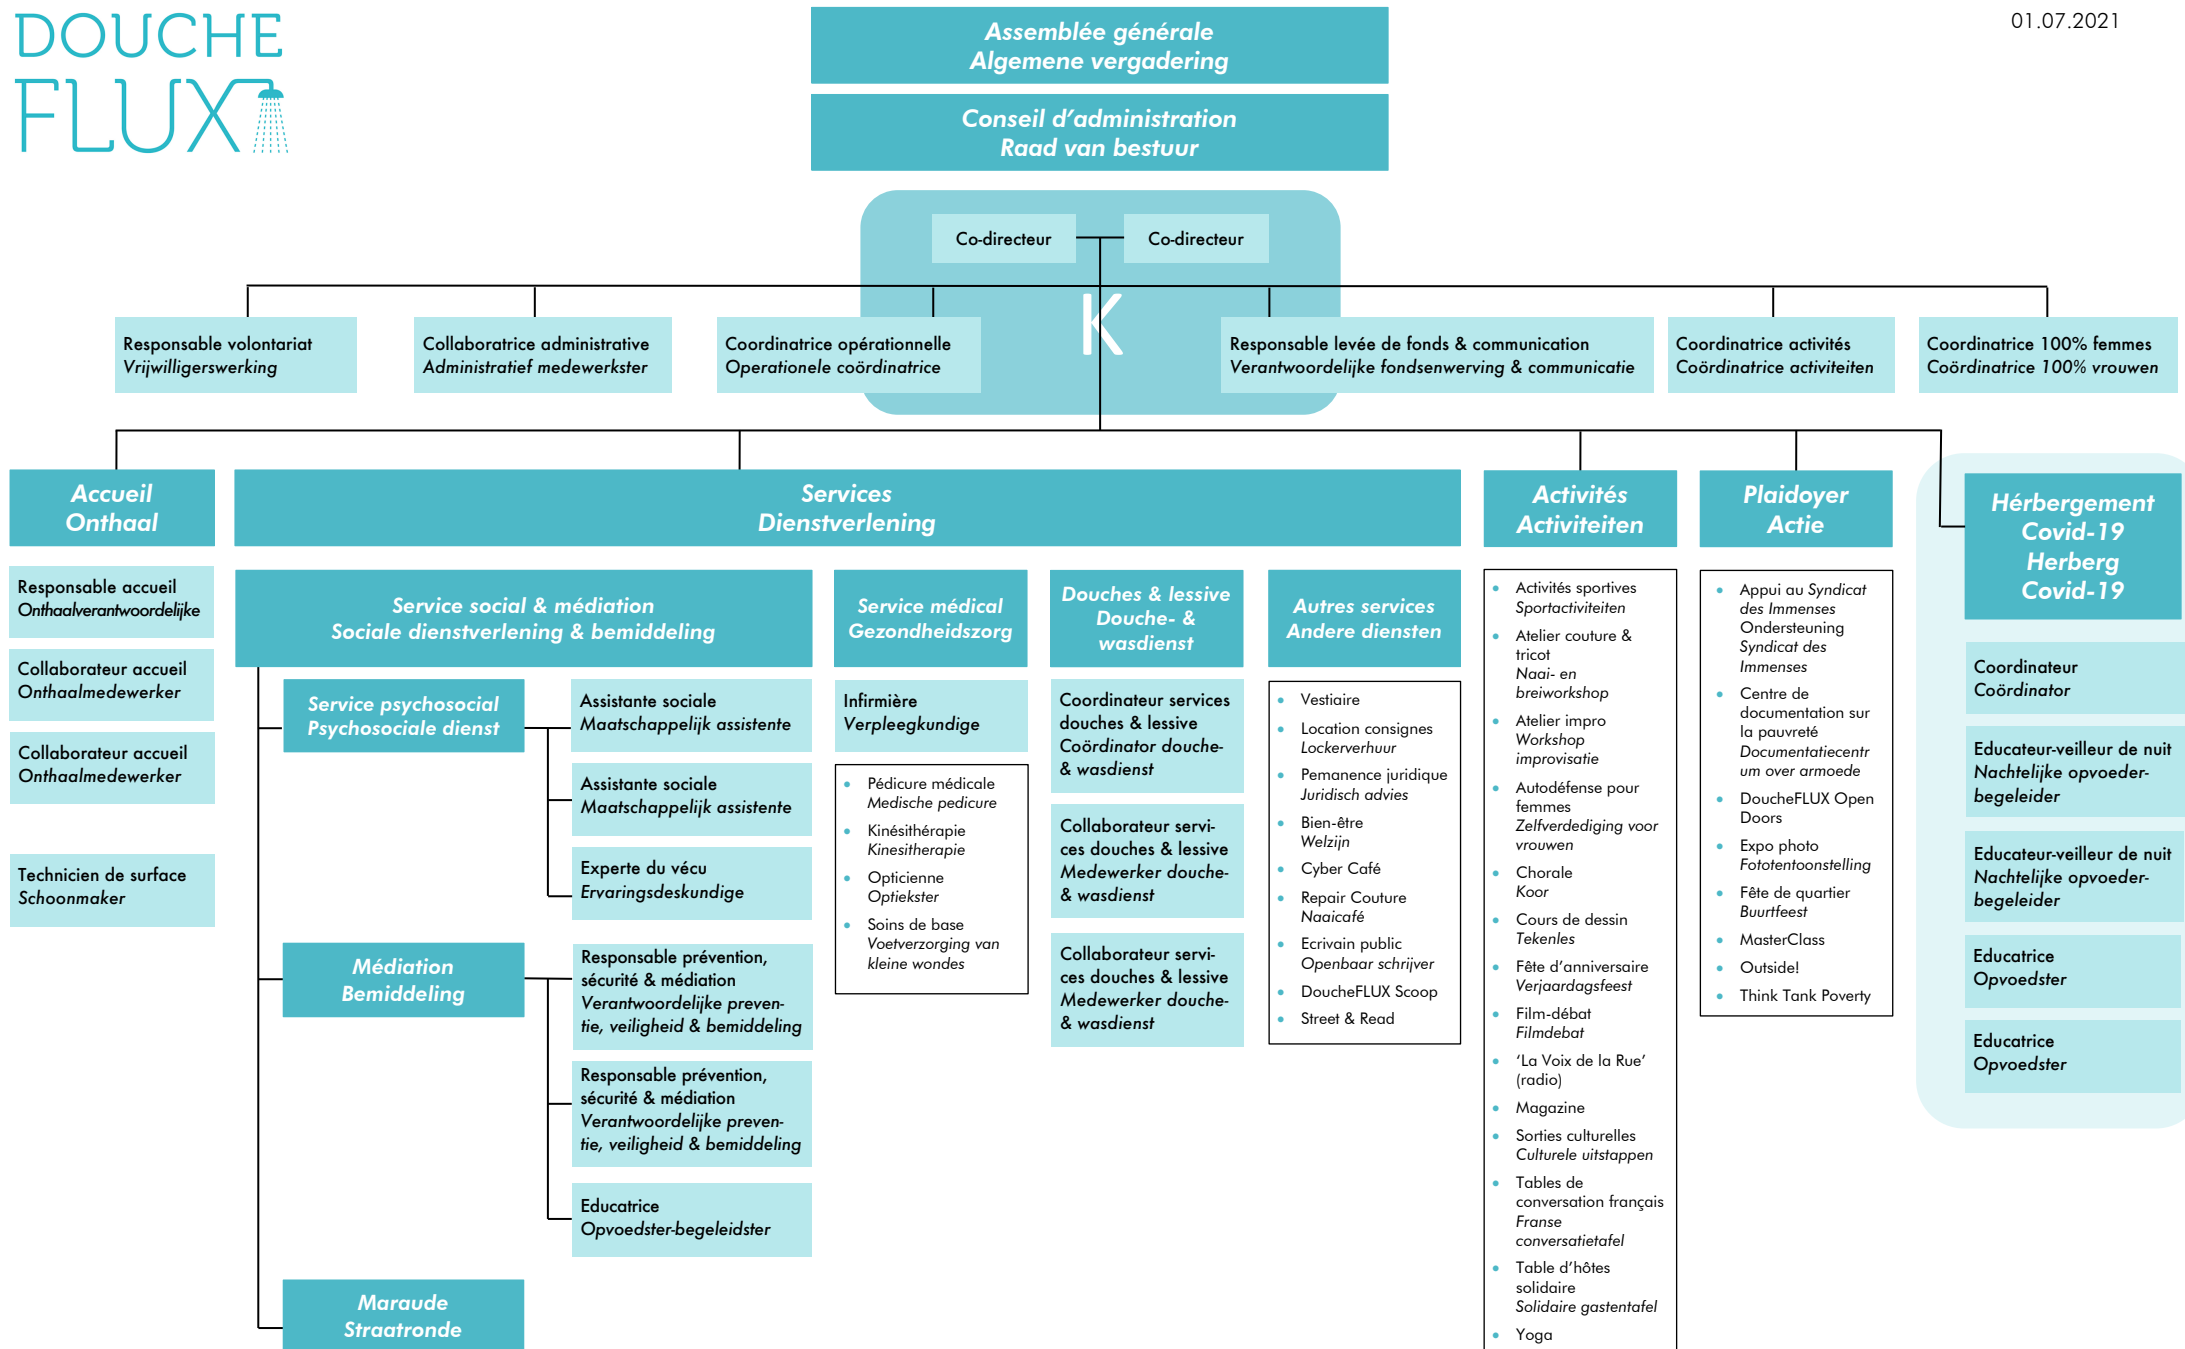 DOUCHE
FLUX
01.07.2021
Assemblée générale
Algemene vergadering
Conseil d'administration
Raad van bestuur
Co-directeur
Co-directeur
K
Responsable volontariat
Vrijwilligerswerking
Collaboratrice administrative
Administratief medewerkster
Coordinatrice opérationnelle
Operationele coördinatrice
Responsable levée de fonds & communication
Verantwoordelijke fondsenwerving & communicatie
Coordinatrice activités
Coördinatrice activiteiten
Coordinatrice 100% femmes
Coördinatrice 100% vrouwen
Accueil
Onthaal
Responsable accueil
Onthaalverantwoordelijke
Collaborateur accueil
Onthaalmedewerker
Collaborateur accueil
Onthaalmedewerker
Technicien de surface
Schoonmaker
Services
Dienstverlening
Service social & médiation
Sociale dienstverlening & bemiddeling
Service psychosocial
Psychosociale dienst
Assistante sociale
Maatschappelijk assistente
Assistante sociale
Maatschappelijk assistente
Experte du vécu
Ervaringsdeskundige
Médiation
Bemiddeling
Responsable prévention,
sécurité & médiation
Verantwoordelijke preven-
tie, veiligheid & bemiddeling
Responsable prévention,
sécurité & médiation
Verantwoordelijke preven-
tie, veiligheid & bemiddeling
Educatrice
Opvoedster-begeleidster
Maraude
Straatronde
Service médical
Gezondheidszorg
Infirmière
Verpleegkundige
• Pédicure médicale
Medische pedicure
• Kinésithérapie
Kinesitherapie
• Opticienne
Optiekster
• Soins de base
Voetverzorging van
kleine wondes
Douches & lessive
Douche- &
wasdienst
Coordinateur services
douches & lessive
Coördinator douche-
& wasdienst
Collaborateur servi-
ces douches & lessive
Medewerker douche-
& wasdienst
Collaborateur servi-
ces douches & lessive
Medewerker douche-
& wasdienst
Autres services
Andere diensten
• Vestiaire
• Location consignes
Lockerverhuur
• Pemanence juridique
Juridisch advies
• Bien-être
Welzijn
• Cyber Café
• Repair Couture
Naaicafé
• Ecrivain public
Openbaar schrijver
• DoucheFLUX Scoop
• Street & Read
Activités
Activiteiten
• Activités sportives
Sportactiviteiten
• Atelier couture &
tricot
Naai- en
breiworkshop
• Atelier impro
Workshop
improvisatie
• Autodéfense pour
femmes
Zelfverdediging voor
vrouwen
• Chorale
Koor
• Cours de dessin
Tekenles
• Fête d'anniversaire
Verjaardagsfeest
• Film-débat
Filmdebat
• 'La Voix de la Rue'
(radio)
• Magazine
• Sorties culturelles
Culturele uitstappen
• Tables de
conversation français
Franse
conversatietafel
• Table d'hôtes
solidaire
Solidaire gastentafel
• Yoga
Plaidoyer
Actie
• Appui au Syndicat
des Immenses
Ondersteuning
Syndicat des
Immenses
• Centre de
documentation sur
la pauvreté
Documentatiecentr
um over armoede
• DoucheFLUX Open
Doors
• Expo photo
Fototentoonstelling
• Fête de quartier
Buurtfeest
• MasterClass
• Outside!
• Think Tank Poverty
Hérbergement
Covid-19
Herberg
Covid-19
Coordinateur
Coördinator
Educateur-veilleur de nuit
Nachtelijke opvoeder-
begeleider
Educateur-veilleur de nuit
Nachtelijke opvoeder-
begeleider
Educatrice
Opvoedster
Educatrice
Opvoedster